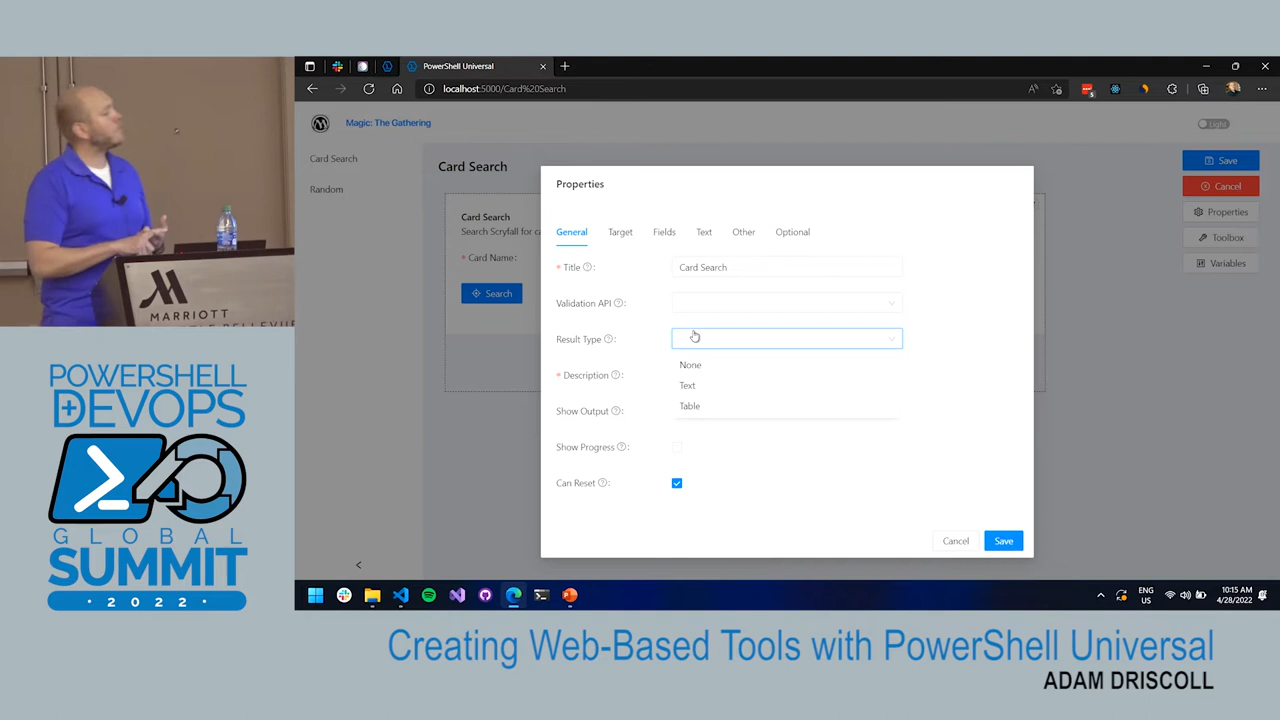 PowerShell Universal
localhost:5000/Card%20Search
Magic: The Gathering
Light
Card Search
Random
Card Search
Card Search
Search Scryfall for ca
* Card Name :
Search
Save
Cancel
Properties
Toolbox
Variables
Properties
General Target Fields Text Other Optional
* Title ? :
Card Search
Validation API ? :
Result Type ? :
None
Text
Table
* Description ? :
Show Output ? :
Show Progress ? :
Can Reset ? :
Cancel Save
ENG
US
10:15 AM
4/28/2022
MARRIOTT
BELLEVUE
POWERSHELL
+DEVOPS
GLOBAL
SUMMIT
· 2022 ·
Creating Web-Based Tools with PowerShell Universal
ADAM DRISCOLL